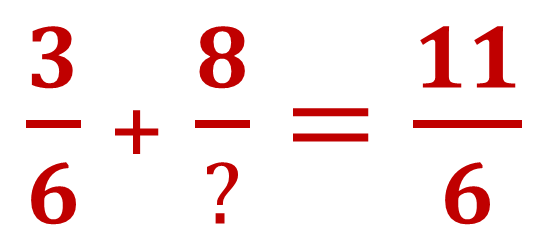 3/6 + 8/? = 11/6